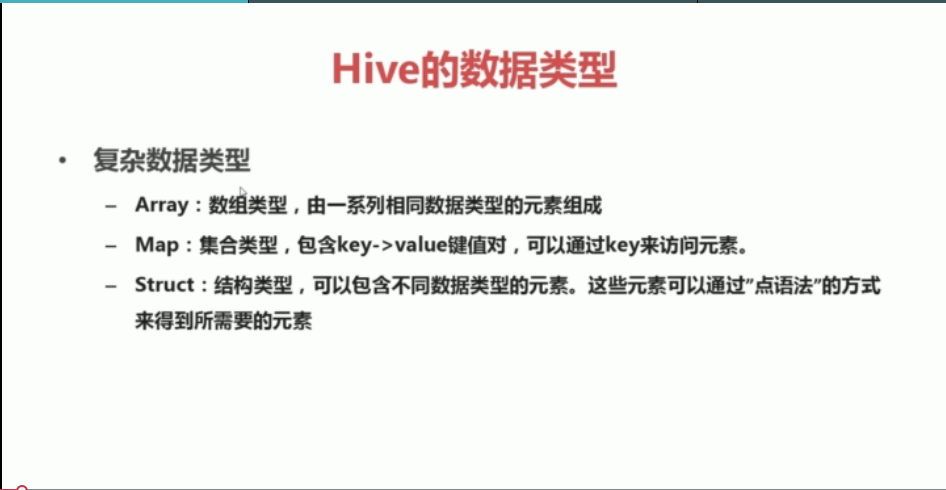 Hive的数据类型
• 复杂数据类型
– Array：数组类型，由一系列相同数据类型的元素组成
– Map：集合类型，包含key->value键值对，可以通过key来访问元素。
– Struct：结构类型，可以包含不同数据类型的元素。这些元素可以通过”点语法”的方式
来得到所需要的元素